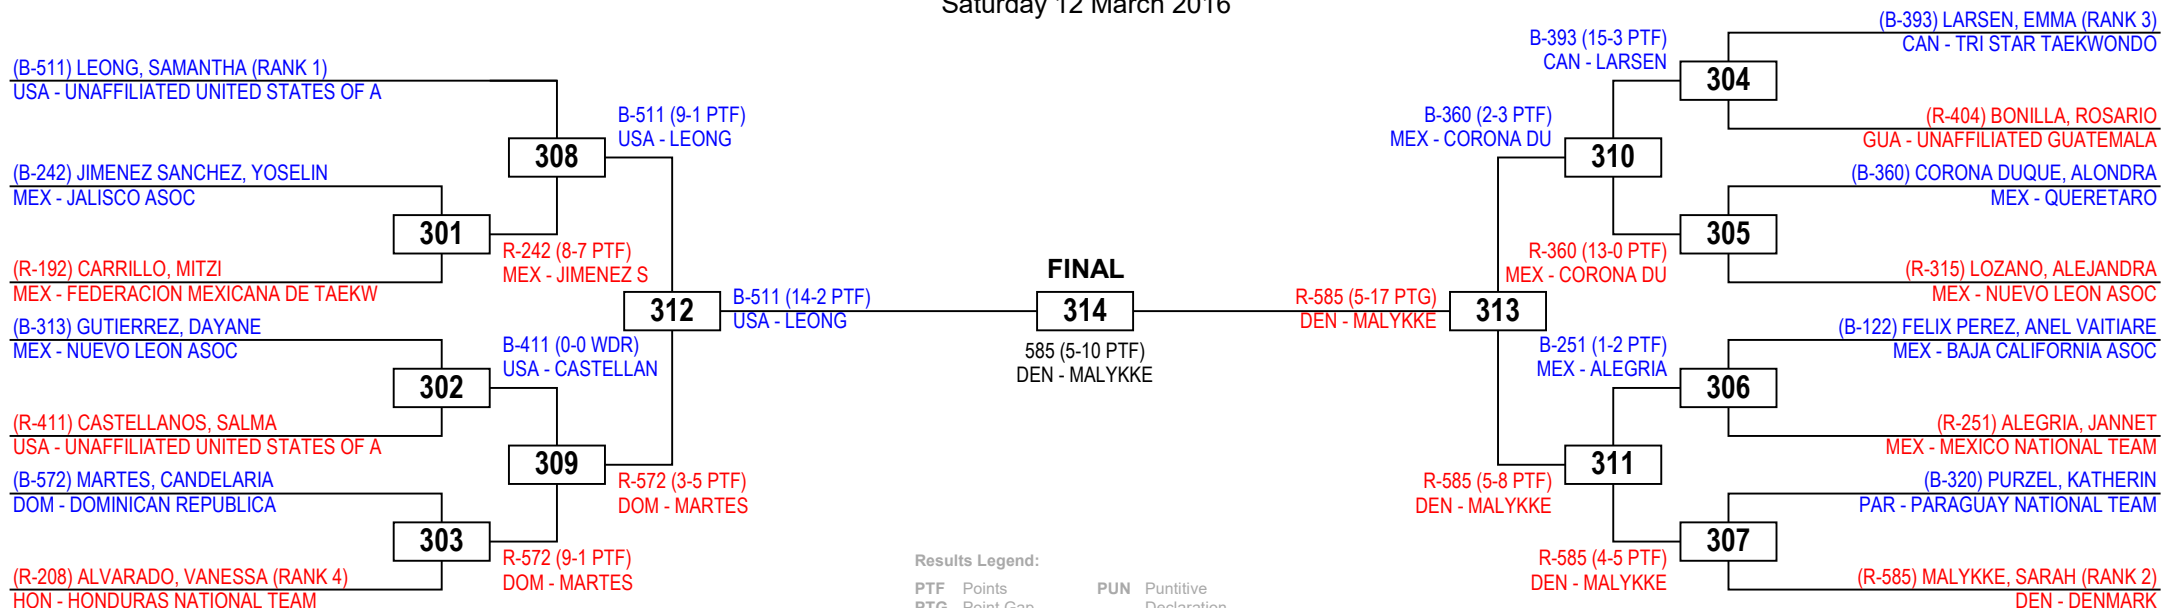 Saturday 12 March 2016
(B-511) LEONG, SAMANTHA (RANK 1)
USA - UNAFFILIATED UNITED STATES OF A
(B-242) JIMENEZ SANCHEZ, YOSELIN
MEX - JALISCO ASOC
(R-192) CARRILLO, MITZI
MEX - FEDERACION MEXICANA DE TAEKW
(B-313) GUTIERREZ, DAYANE
MEX - NUEVO LEON ASOC
(R-411) CASTELLANOS, SALMA
USA - UNAFFILIATED UNITED STATES OF A
(B-572) MARTES, CANDELARIA
DOM - DOMINICAN REPUBLICA
(R-208) ALVARADO, VANESSA (RANK 4)
HON - HONDURAS NATIONAL TEAM
301
302
303
308
R-242 (8-7 PTF)
MEX - JIMENEZ S
B-411 (0-0 WDR)
USA - CASTELLAN
309
R-572 (9-1 PTF)
DOM - MARTES
B-511 (9-1 PTF)
USA - LEONG
312
R-572 (3-5 PTF)
DOM - MARTES
B-511 (14-2 PTF)
USA - LEONG
FINAL
314
585 (5-10 PTF)
DEN - MALYKKE
R-585 (5-17 PTG)
DEN - MALYKKE
313
B-360 (2-3 PTF)
MEX - CORONA DU
R-585 (5-8 PTF)
DEN - MALYKKE
B-393 (15-3 PTF)
CAN - LARSEN
310
R-360 (13-0 PTF)
MEX - CORONA DU
B-251 (1-2 PTF)
MEX - ALEGRIA
311
R-585 (4-5 PTF)
DEN - MALYKKE
304
305
306
307
(B-393) LARSEN, EMMA (RANK 3)
CAN - TRI STAR TAEKWONDO
(R-404) BONILLA, ROSARIO
GUA - UNAFFILIATED GUATEMALA
(B-360) CORONA DUQUE, ALONDRA
MEX - QUERETARO
(R-315) LOZANO, ALEJANDRA
MEX - NUEVO LEON ASOC
(B-122) FELIX PEREZ, ANEL VAITIARE
MEX - BAJA CALIFORNIA ASOC
(R-251) ALEGRIA, JANNET
MEX - MEXICO NATIONAL TEAM
(B-320) PURZEL, KATHERIN
PAR - PARAGUAY NATIONAL TEAM
(R-585) MALYKKE, SARAH (RANK 2)
DEN - DENMARK
Results Legend:
PTF Points PUN Puntitive
PTG Point Gap Declaration